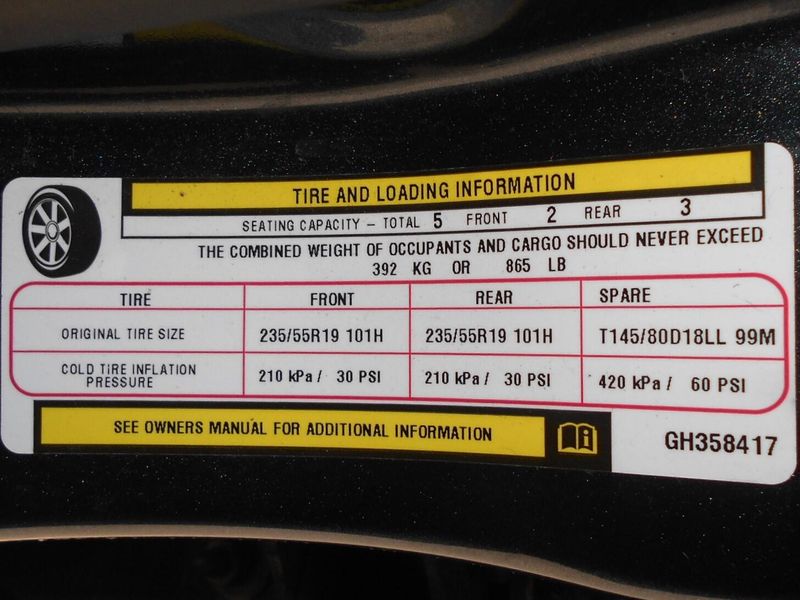 TIRE AND LOADING INFORMATION
SEATING CAPACITY – TOTAL 5 FRONT 2 REAR 3
THE COMBINED WEIGHT OF OCCUPANTS AND CARGO SHOULD NEVER EXCEED
392 KG OR 865 LB
TIRE FRONT REAR SPARE
ORIGINAL TIRE SIZE 235/55R19 101H 235/55R19 101H T145/80D18LL 99M
COLD TIRE INFLATION
PRESSURE 210 kPa / 30 PSI 210 kPa / 30 PSI 420 kPa / 60 PSI
SEE OWNERS MANUAL FOR ADDITIONAL INFORMATION
GH358417